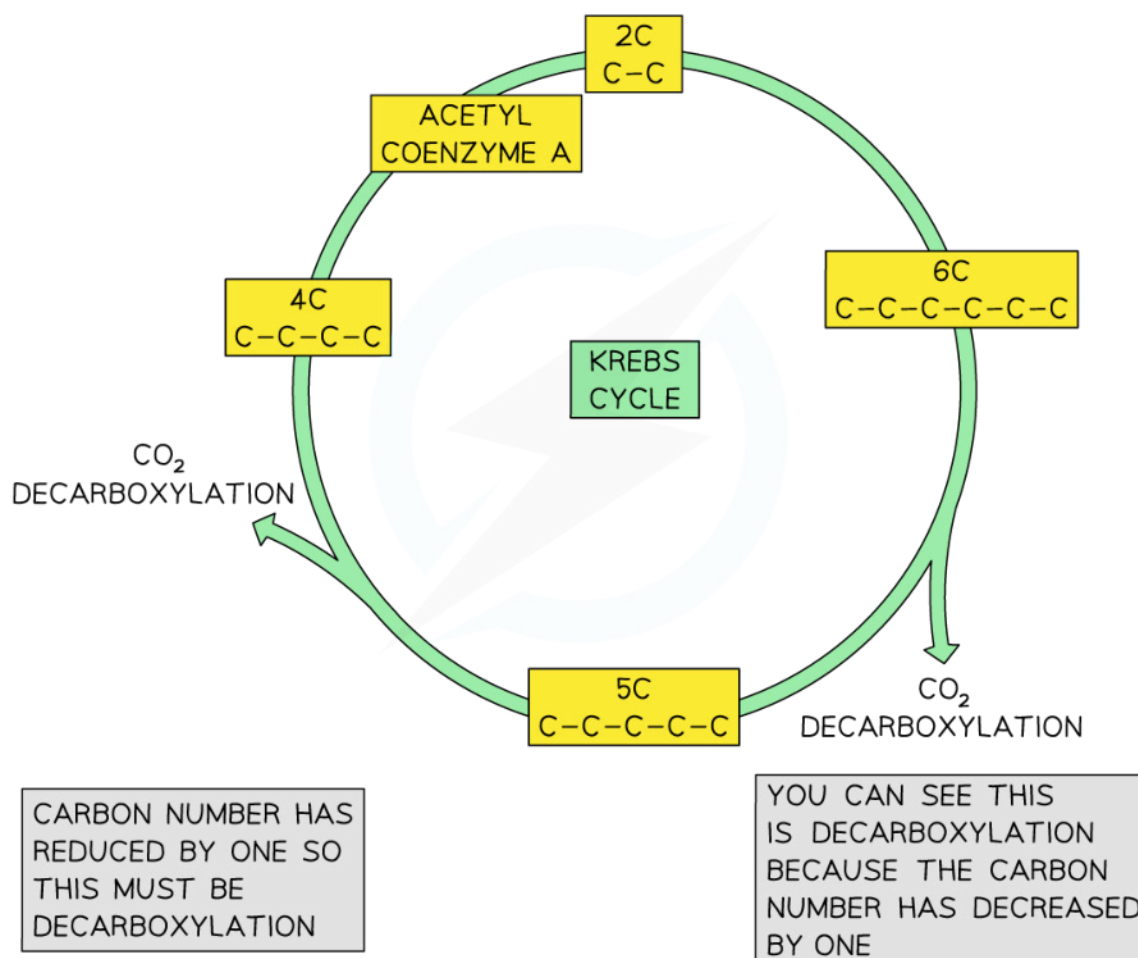 2C
C–C
ACETYL
COENZYME A
6C
C–C–C–C–C–C
4C
C–C–C–C
KREBS
CYCLE
CO₂
DECARBOXYLATION
5C
C–C–C–C–C
CO₂
DECARBOXYLATION
CARBON NUMBER HAS
REDUCED BY ONE SO
THIS MUST BE
DECARBOXYLATION
YOU CAN SEE THIS
IS DECARBOXYLATION
BECAUSE THE CARBON
NUMBER HAS DECREASED
BY ONE